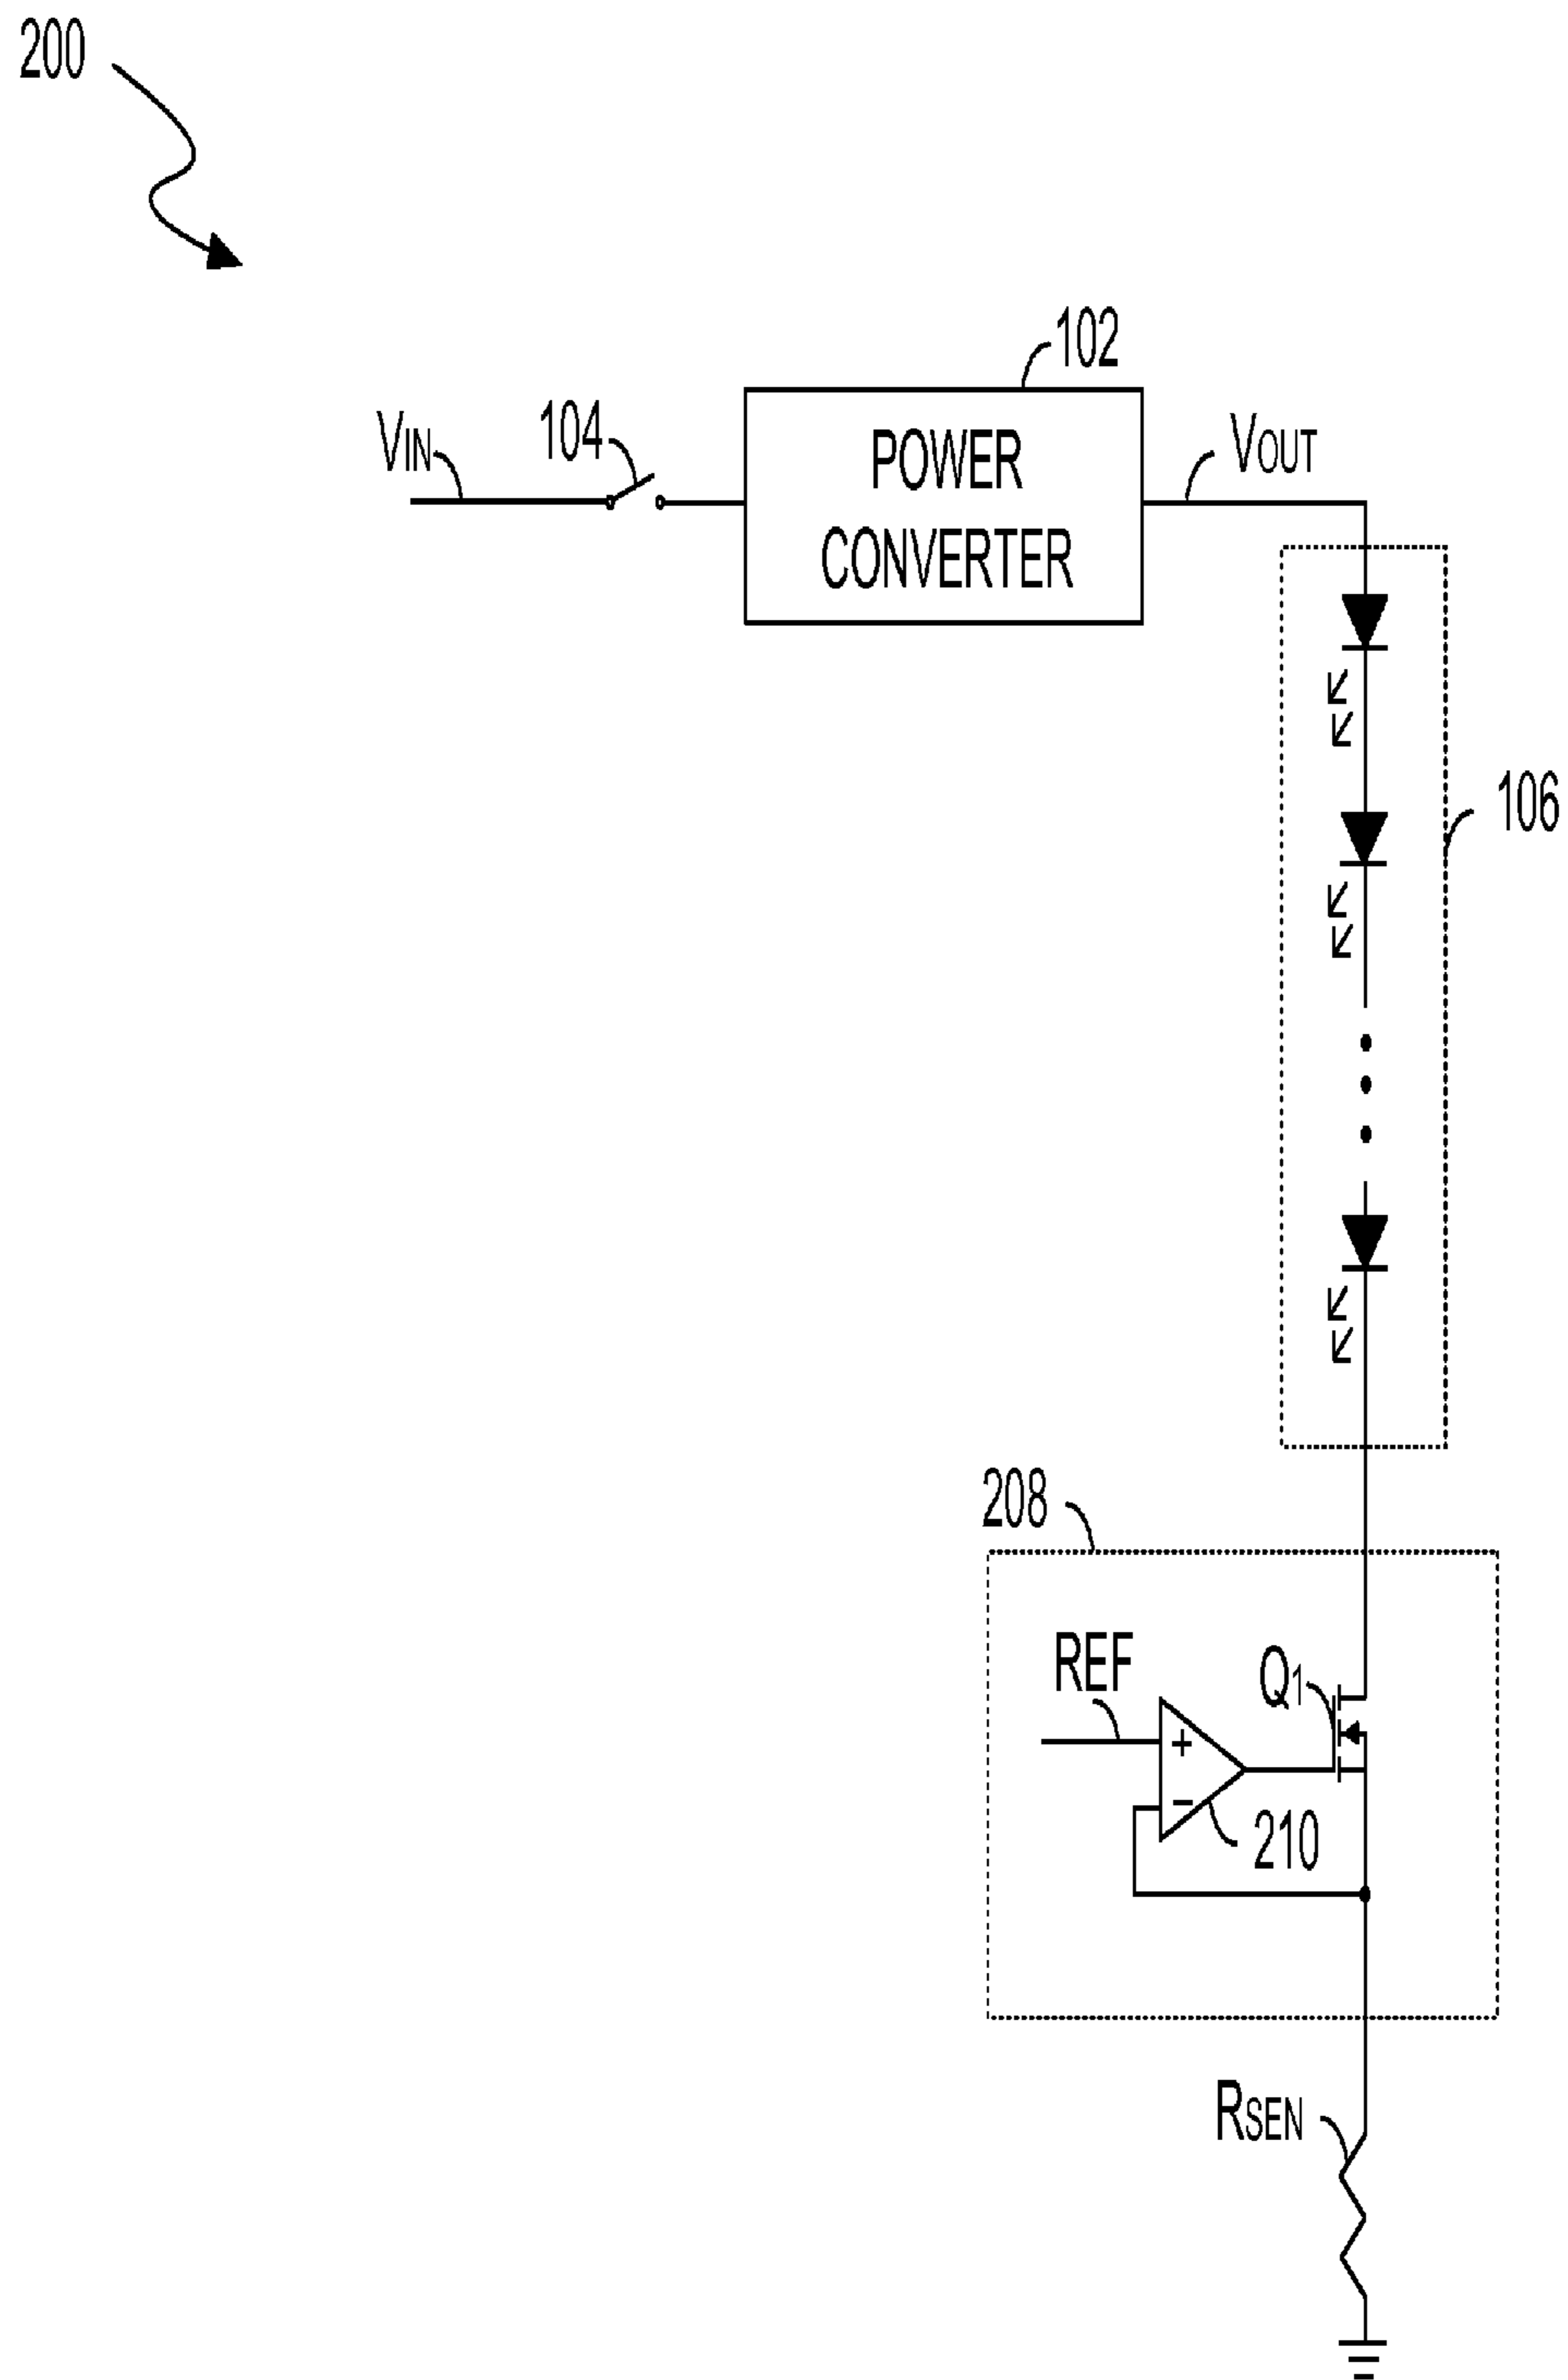 200
102
VIN
104
POWER
CONVERTER
VOUT
106
208
REF
Q1
+
−
210
RSEN